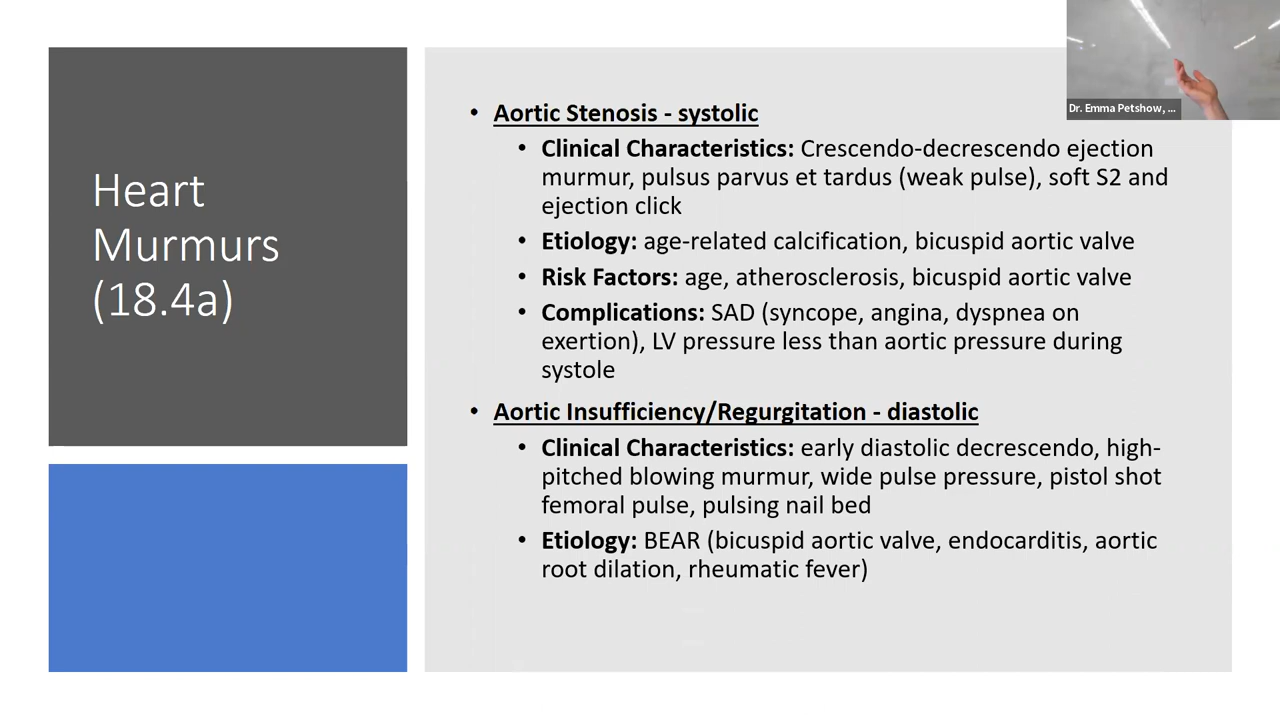 Heart
Murmurs
(18.4a)
• Aortic Stenosis - systolic
• Clinical Characteristics: Crescendo-decrescendo ejection
murmur, pulsus parvus et tardus (weak pulse), soft S2 and
ejection click
• Etiology: age-related calcification, bicuspid aortic valve
• Risk Factors: age, atherosclerosis, bicuspid aortic valve
• Complications: SAD (syncope, angina, dyspnea on
exertion), LV pressure less than aortic pressure during
systole
• Aortic Insufficiency/Regurgitation - diastolic
• Clinical Characteristics: early diastolic decrescendo, high-
pitched blowing murmur, wide pulse pressure, pistol shot
femoral pulse, pulsing nail bed
• Etiology: BEAR (bicuspid aortic valve, endocarditis, aortic
root dilation, rheumatic fever)
Dr. Emma Petshow, ...